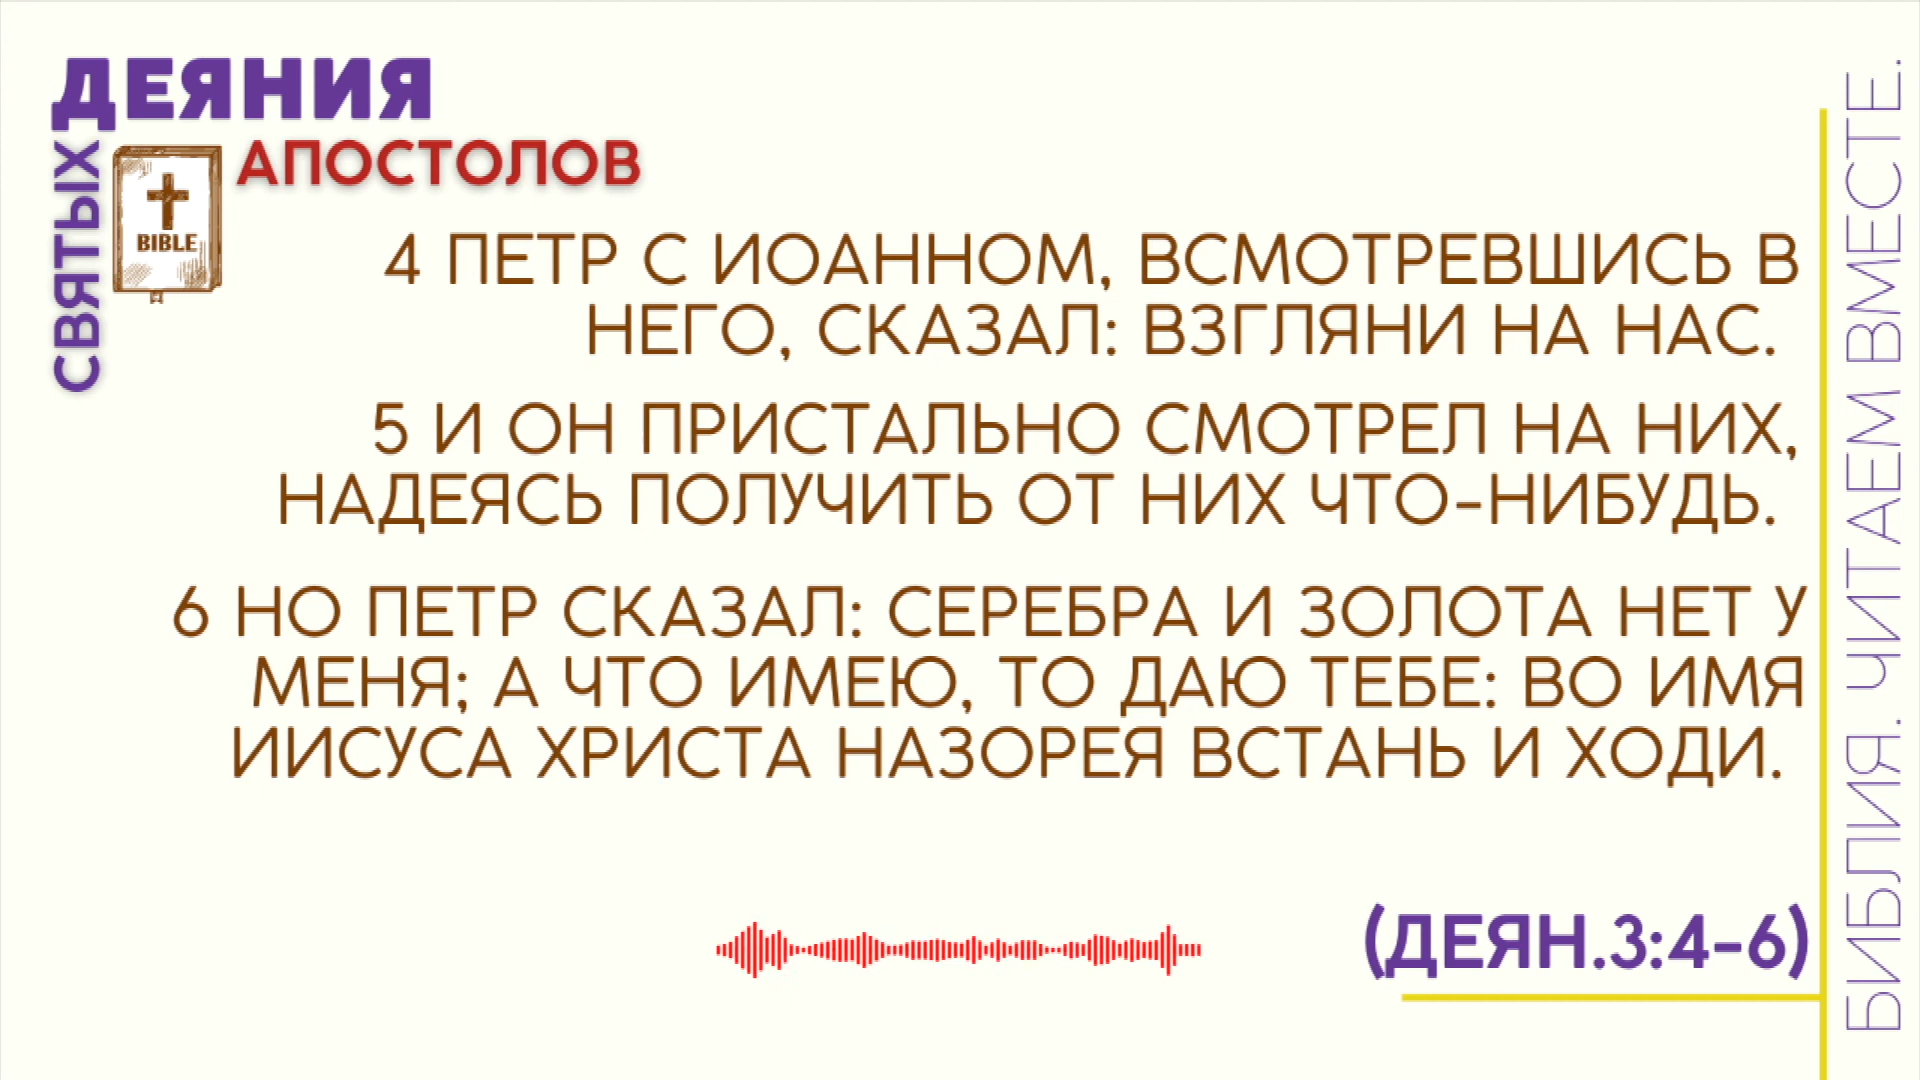 ДЕЯНИЯ
СВЯТЫХ
АПОСТОЛОВ
BIBLE
4 ПЕТР С ИОАННОМ, ВСМОТРЕВШИСЬ В
НЕГО, СКАЗАЛ: ВЗГЛЯНИ НА НАС.
5 И ОН ПРИСТАЛЬНО СМОТРЕЛ НА НИХ,
НАДЕЯСЬ ПОЛУЧИТЬ ОТ НИХ ЧТО-НИБУДЬ.
6 НО ПЕТР СКАЗАЛ: СЕРЕБРА И ЗОЛОТА НЕТ У
МЕНЯ; А ЧТО ИМЕЮ, ТО ДАЮ ТЕБЕ: ВО ИМЯ
ИИСУСА ХРИСТА НАЗОРЕЯ ВСТАНЬ И ХОДИ.
(ДЕЯН.3:4-6)
БИБЛИЯ. ЧИТАЕМ ВМЕСТЕ.